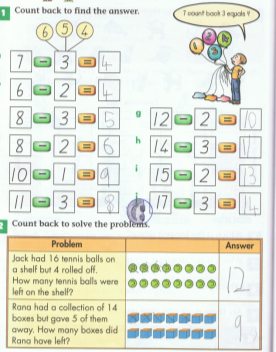 1 Count back to find the answer.
7 count back 3 equals 4
6 5 4
7 - 3 = 4
6 - 2 = 4
8 - 3 = 5
g 12 - 2 = 10
8 - 2 = 6
h 14 - 3 = 11
10 - 1 = 9
i 15 - 2 = 13
11 - 3 = 8
17 - 3 = 14
2 Count back to solve the problems.
Problem Answer
Jack had 16 tennis balls on
a shelf but 4 rolled off.
How many tennis balls were
left on the shelf?
12
Rana had a collection of 14
boxes but gave 5 of them
away. How many boxes did
Rana have left?
9